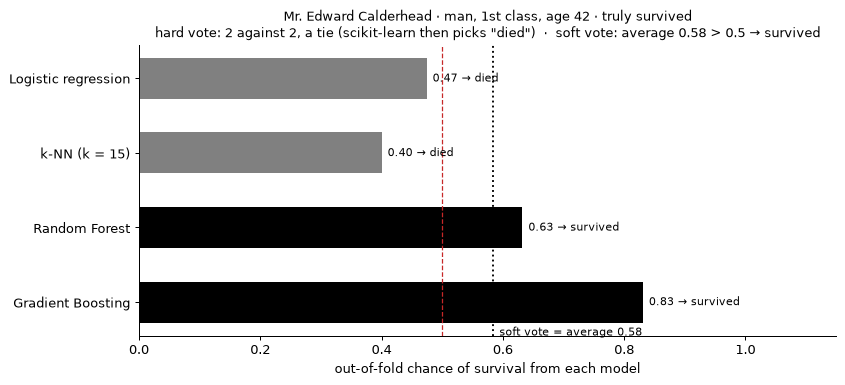 Mr. Edward Calderhead · man, 1st class, age 42 · truly survived
hard vote: 2 against 2, a tie (scikit-learn then picks "died")  ·  soft vote: average 0.58 > 0.5 → survived
Logistic regression
0.47 → died
k-NN (k = 15)
0.40 → died
Random Forest
0.63 → survived
Gradient Boosting
0.83 → survived
soft vote = average 0.58
0.0 0.2 0.4 0.6 0.8 1.0
out-of-fold chance of survival from each model